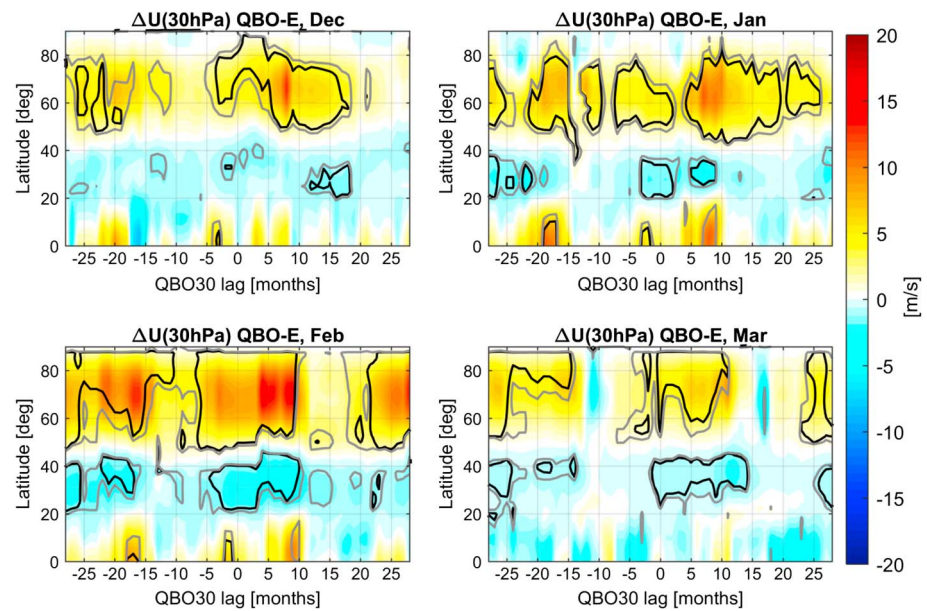 ΔU(30hPa) QBO-E, Dec
Latitude [deg]
80
60
40
20
0
-25 -20 -15 -10 -5 0 5 10 15 20 25
QBO30 lag [months]
ΔU(30hPa) QBO-E, Jan
Latitude [deg]
80
60
40
20
0
-25 -20 -15 -10 -5 0 4 10 15 20 25
QBO30 lag [months]
ΔU(30hPa) QBO-E, Feb
Latitude [deg]
80
60
40
20
0
-25 -20 -15 -10 -5 0 5 10 15 20 25
QBO30 lag [months]
ΔU(30hPa) QBO-E, Mar
Latitude [deg]
80
60
40
20
0
-25 -20 -15 -10 -5 0 5 10 15 20 25
QBO30 lag [months]
20
15
10
5
0
-5
-10
-15
-20
[m/s]